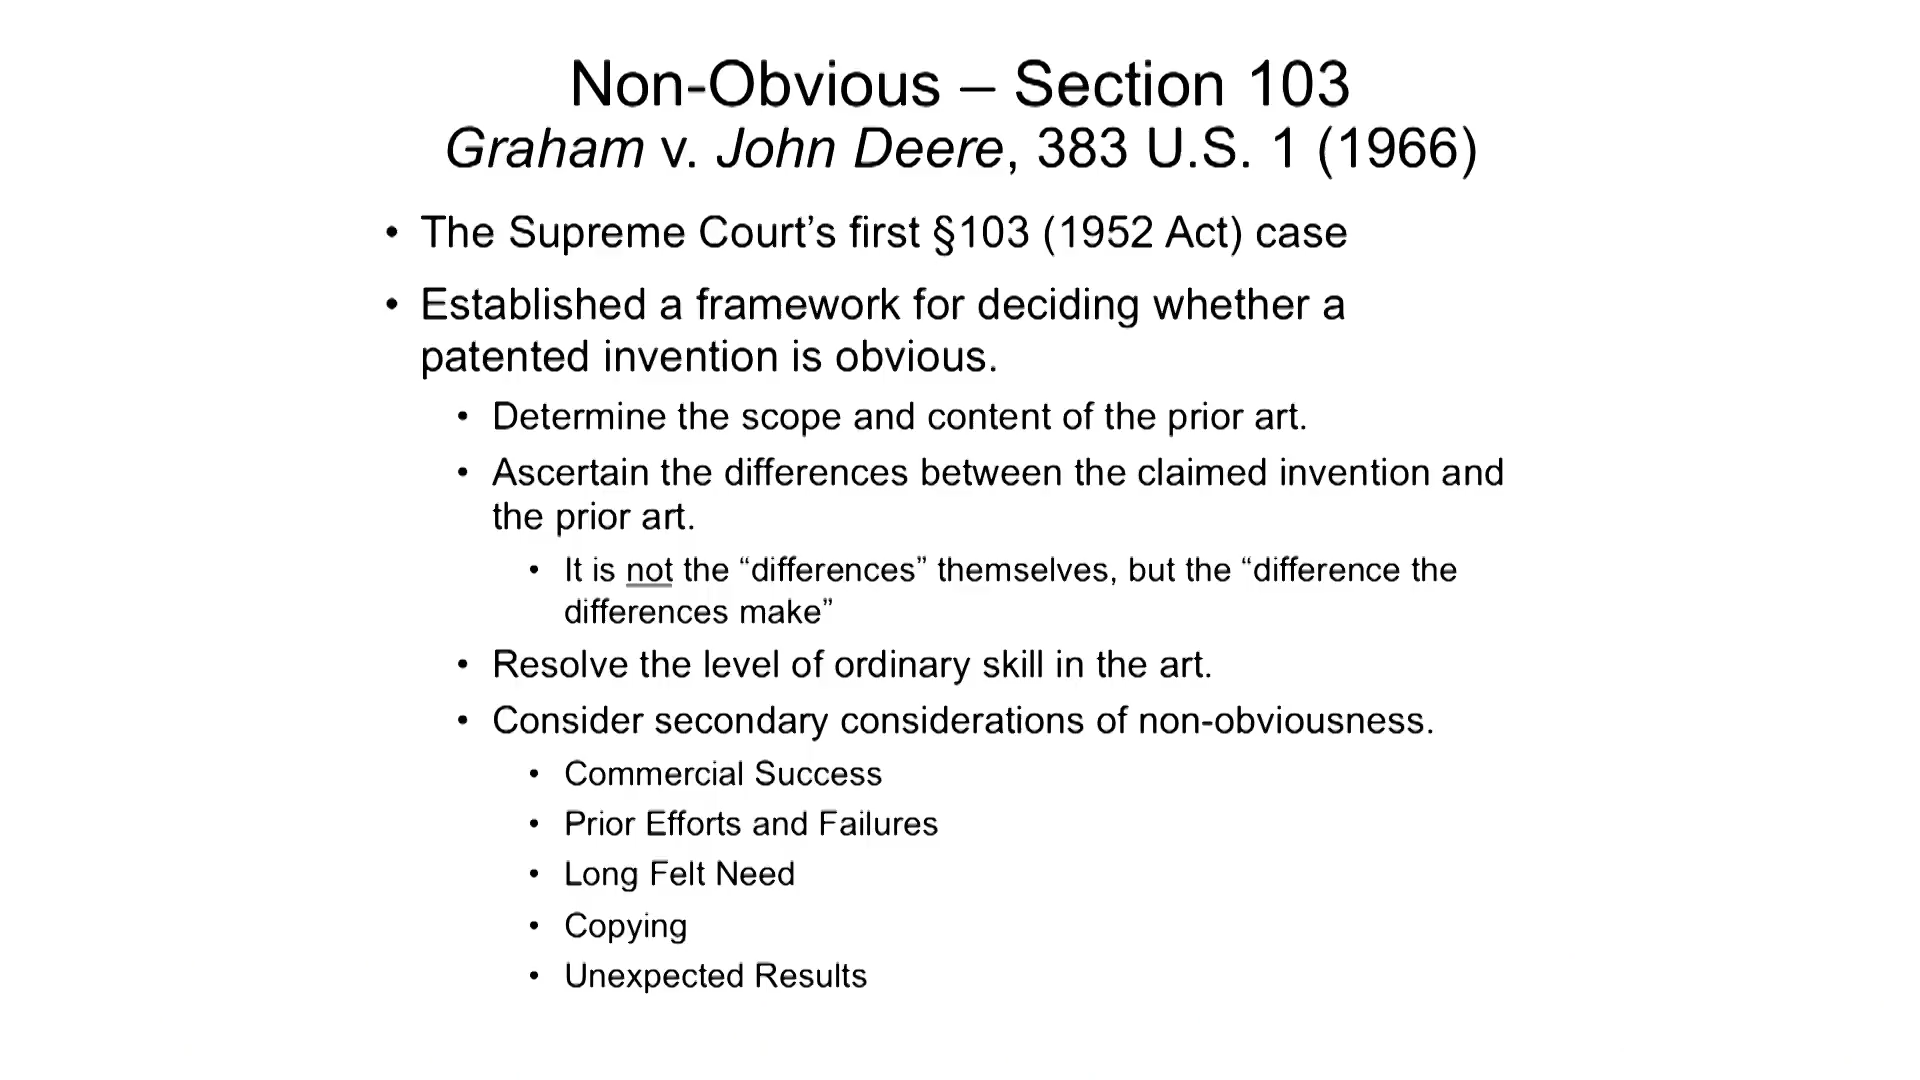 Non-Obvious – Section 103
Graham v. John Deere, 383 U.S. 1 (1966)
• The Supreme Court’s first §103 (1952 Act) case
• Established a framework for deciding whether a
patented invention is obvious.
• Determine the scope and content of the prior art.
• Ascertain the differences between the claimed invention and
the prior art.
• It is not the “differences” themselves, but the “difference the
differences make”
• Resolve the level of ordinary skill in the art.
• Consider secondary considerations of non-obviousness.
• Commercial Success
• Prior Efforts and Failures
• Long Felt Need
• Copying
• Unexpected Results